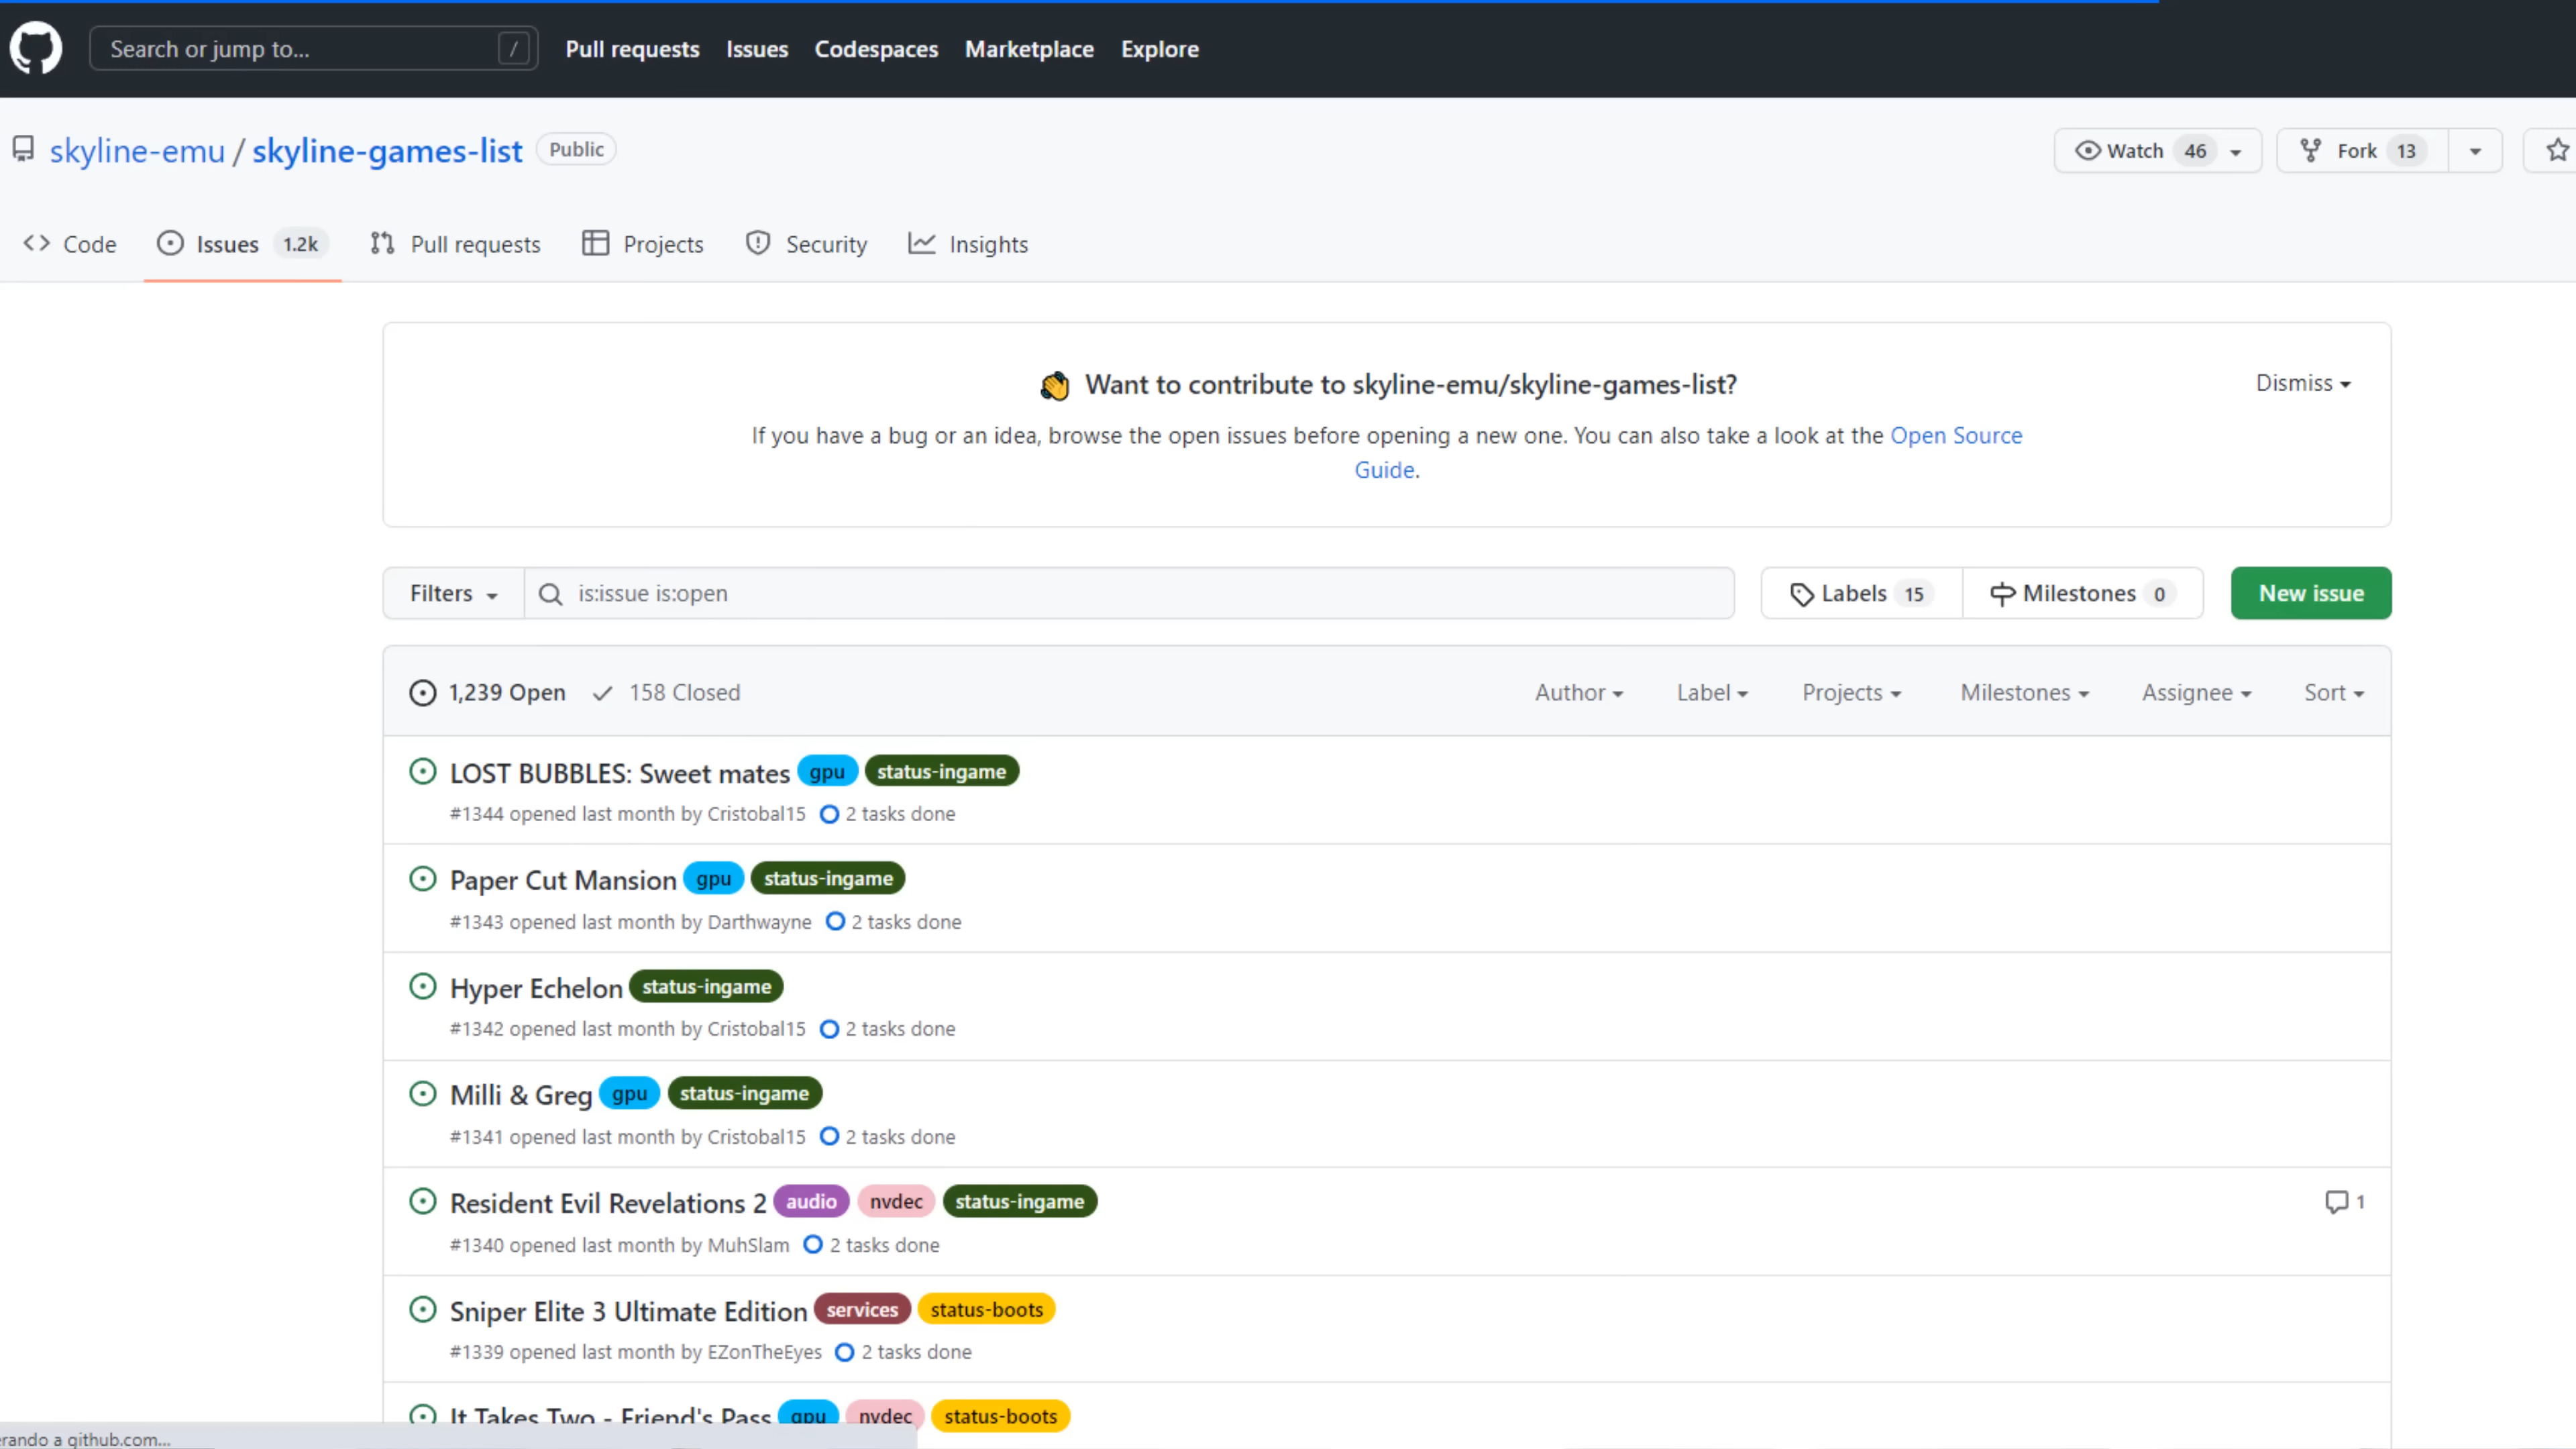 Search or jump to... /
Pull requests Issues Codespaces Marketplace Explore
skyline-emu / skyline-games-list Public
Watch 46 Fork 13
Code Issues 1.2k Pull requests Projects Security Insights
Want to contribute to skyline-emu/skyline-games-list?
Dismiss
If you have a bug or an idea, browse the open issues before opening a new one. You can also take a look at the Open Source
Guide.
Filters is:issue is:open Labels 15 Milestones 0 New issue
1,239 Open 158 Closed Author Label Projects Milestones Assignee Sort
LOST BUBBLES: Sweet mates gpu status-ingame
#1344 opened last month by Cristobal15 2 tasks done
Paper Cut Mansion gpu status-ingame
#1343 opened last month by Darthwayne 2 tasks done
Hyper Echelon status-ingame
#1342 opened last month by Cristobal15 2 tasks done
Milli & Greg gpu status-ingame
#1341 opened last month by Cristobal15 2 tasks done
Resident Evil Revelations 2 audio nvdec status-ingame 1
#1340 opened last month by MuhSlam 2 tasks done
Sniper Elite 3 Ultimate Edition services status-boots
#1339 opened last month by EZonTheEyes 2 tasks done
It Takes Two - Friend's Pass gpu nvdec status-boots
erando a github.com...